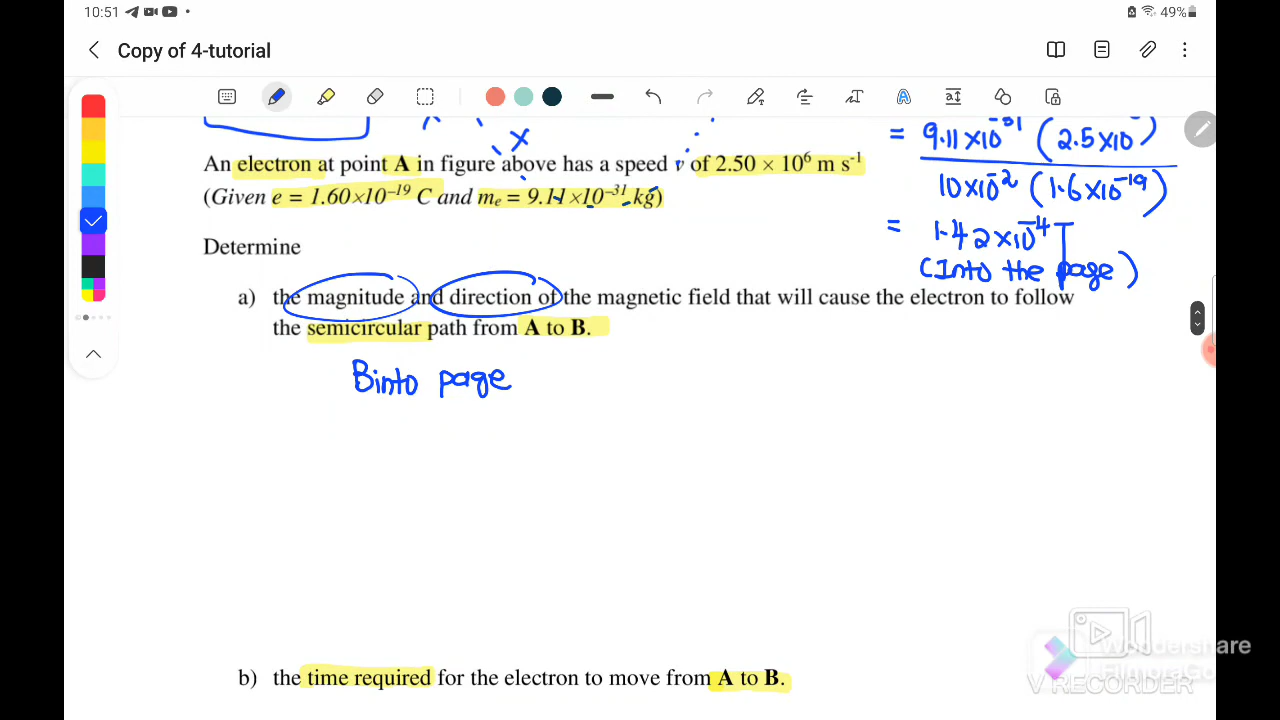 10:51
49%
Copy of 4-tutorial
= 9.11×10⁻³¹ (2.5×10 )
10×10⁻² (1.6×10⁻¹⁹)
= 1.42×10⁻⁴ T
(Into the page)
An electron at point A in figure above has a speed v of 2.50 × 10⁶ m s⁻¹
(Given e = 1.60×10⁻¹⁹ C and mₑ = 9.11 ×10⁻³¹ kg)
Determine
a) the magnitude and direction of the magnetic field that will cause the electron to follow
the semicircular path from A to B.
B into page
b) the time required for the electron to move from A to B.
Wondershare
FilmoraGo
V RECORDER